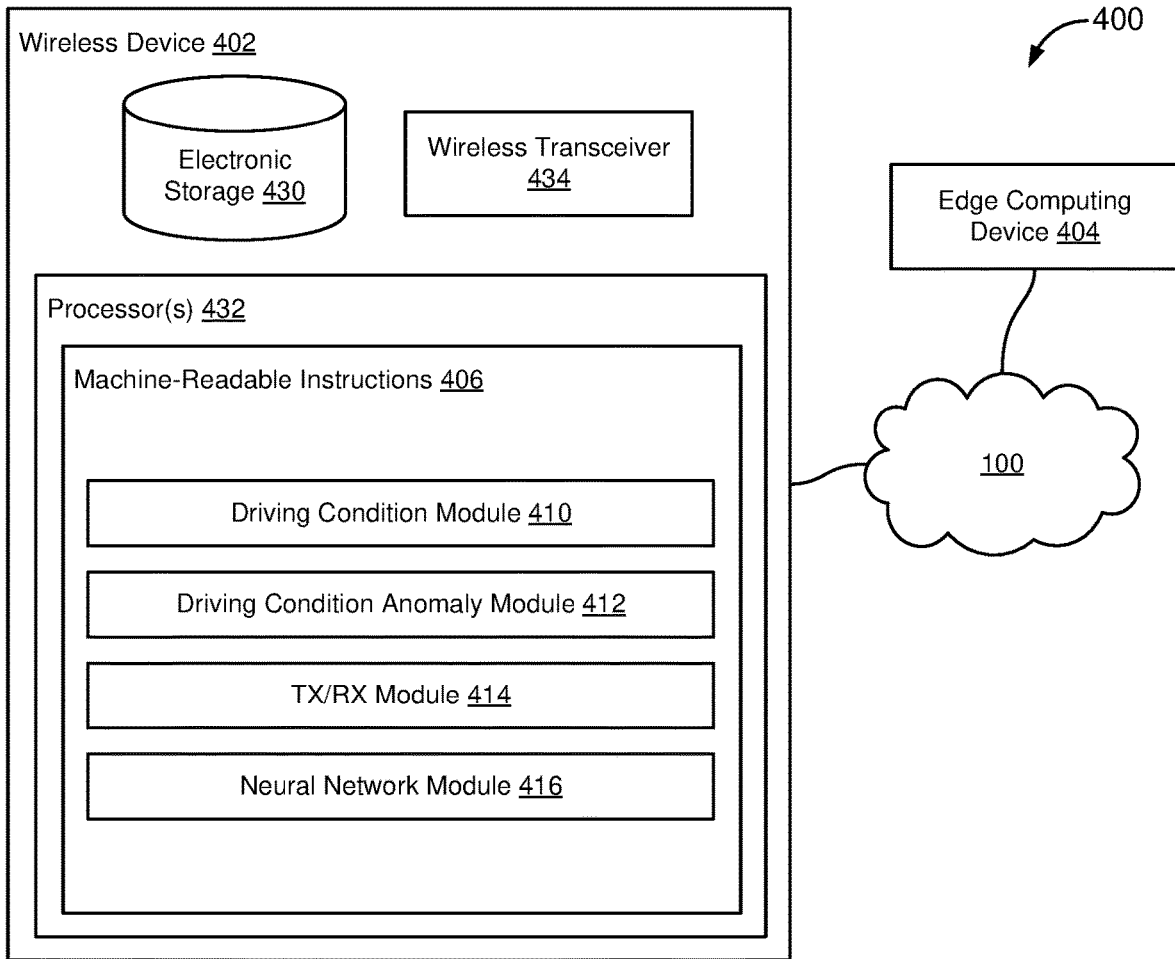 400
Wireless Device 402
Electronic
Storage 430
Wireless Transceiver
434
Edge Computing
Device 404
Processor(s) 432
Machine-Readable Instructions 406
100
Driving Condition Module 410
Driving Condition Anomaly Module 412
TX/RX Module 414
Neural Network Module 416